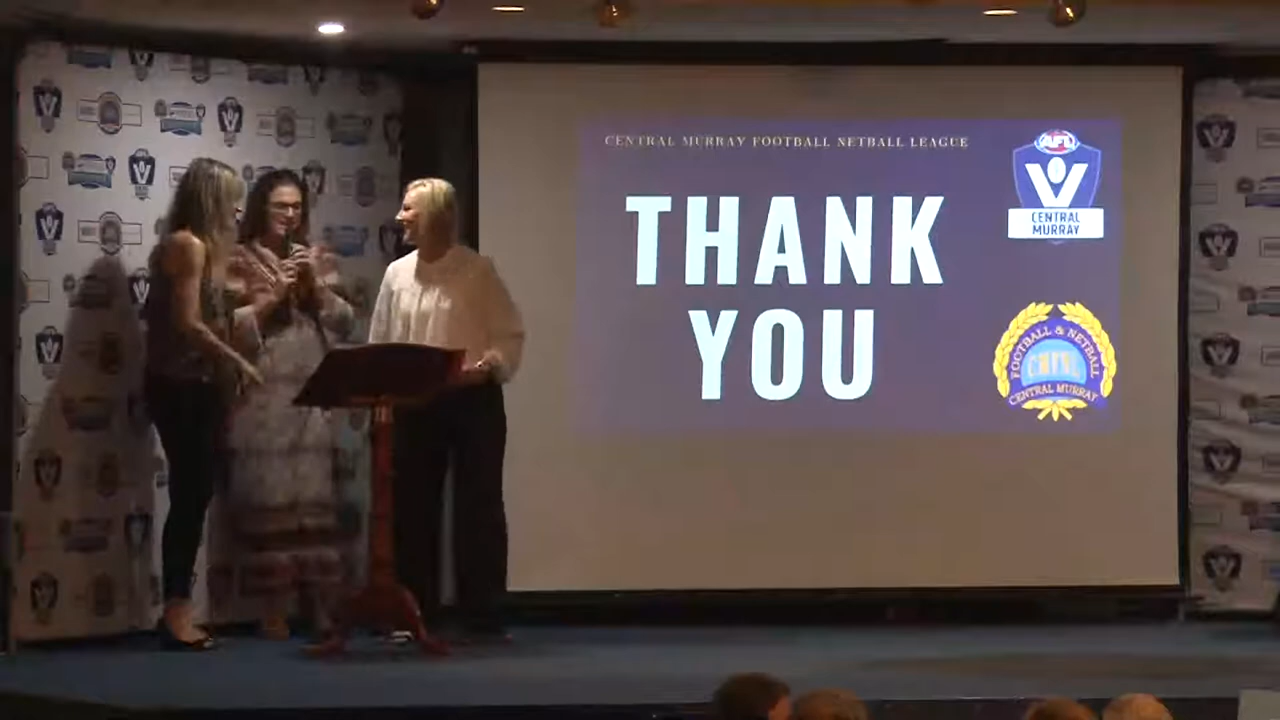 CENTRAL MURRAY FOOTBALL NETBALL LEAGUE
THANK
YOU
AFL
V
CENTRAL
MURRAY
FOOTBALL & NETBALL
CENTRAL MURRAY